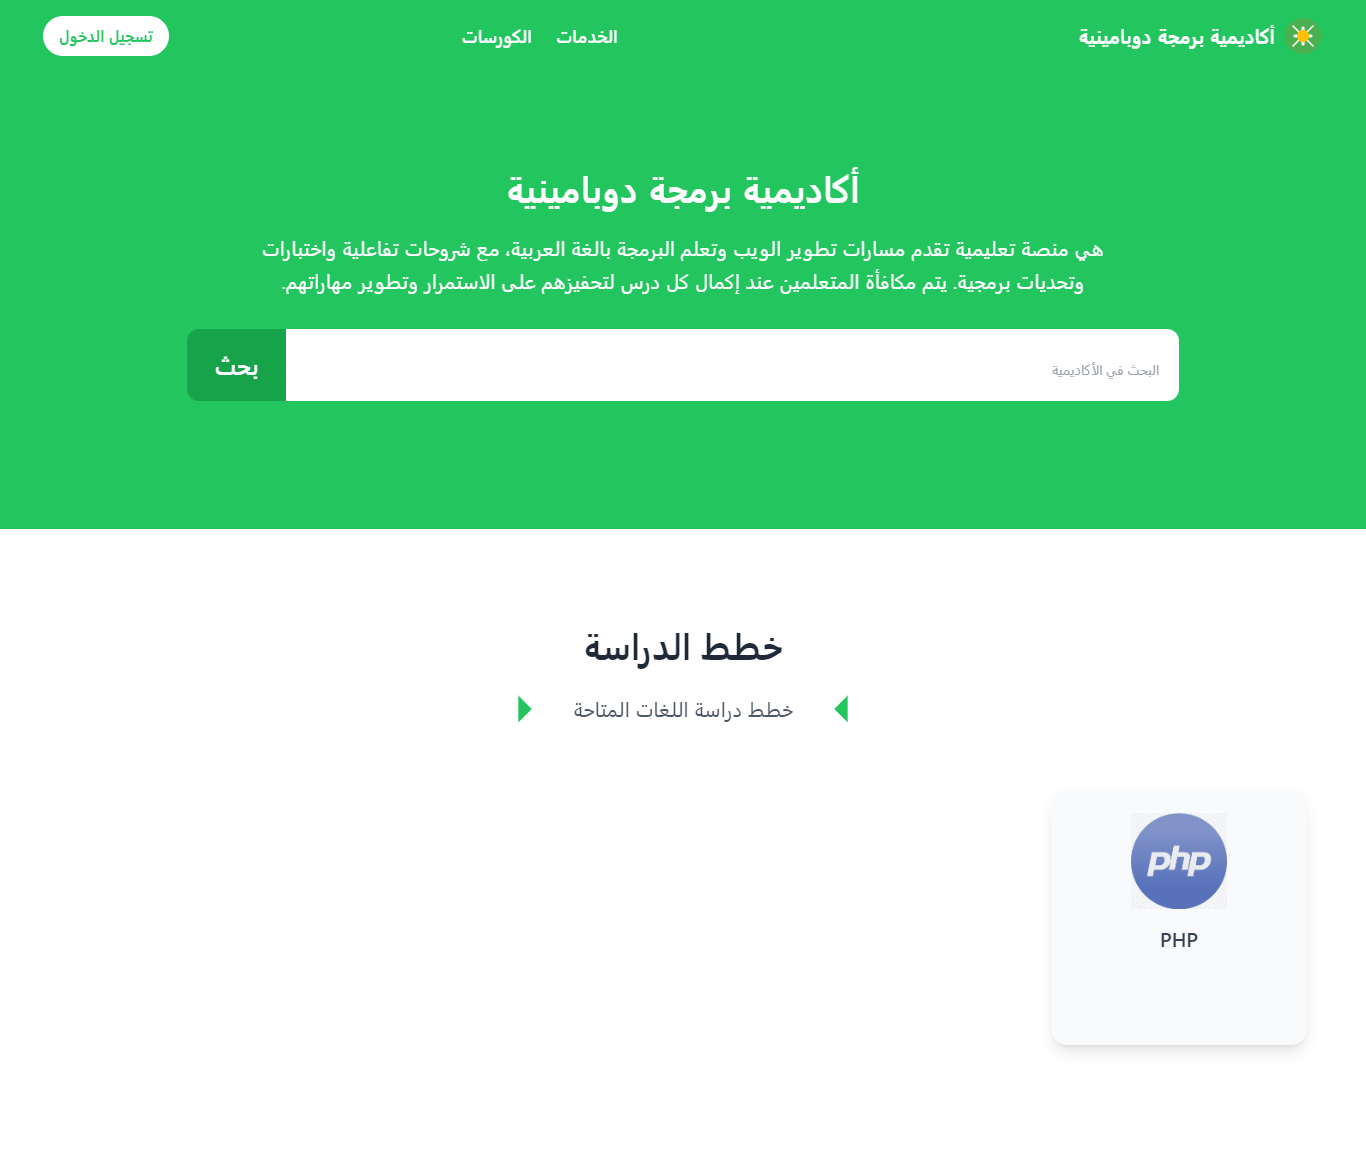 أكاديمية برمجة دوبامينية
الخدمات
الكورسات
تسجيل الدخول
أكاديمية برمجة دوبامينية
هي منصة تعليمية تقدم مسارات تطوير الويب وتعلم البرمجة بالغة العربية، مع شروحات تفاعلية واختبارات
وتحديات برمجية. يتم مكافأة المتعلمين عند إكمال كل درس لتحفيزهم على الاستمرار وتطوير مهاراتهم.
البحث في الأكاديمية
بحث
خطط الدراسة
خطط دراسة اللغات المتاحة
php
PHP